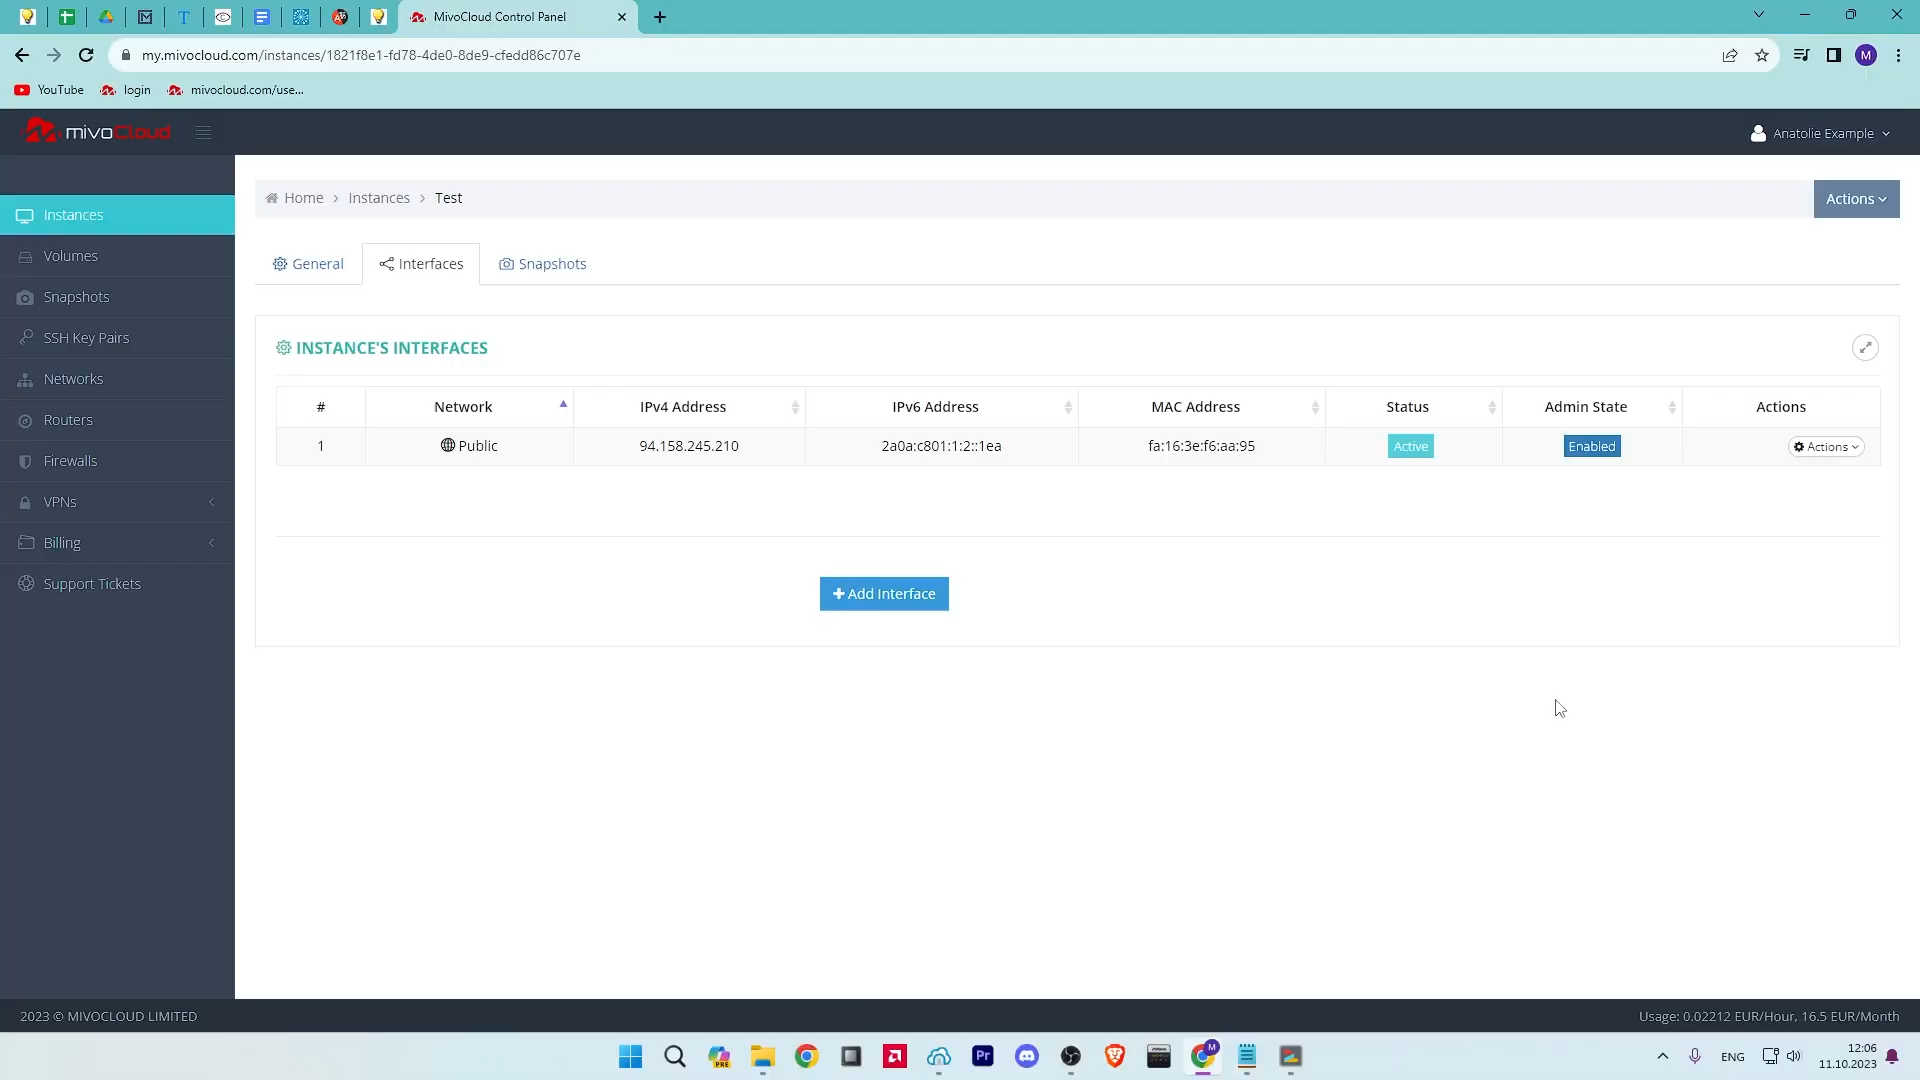 MivoCloud Control Panel
my.mivocloud.com/instances/1821f8e1-fd78-4de0-8de9-cfedd86c707e
M
YouTube login mivocloud.com/use...
mivoCloud
Anatolie Example
Home > Instances > Test
Actions
Instances
Volumes
Snapshots
SSH Key Pairs
Networks
Routers
Firewalls
VPNs
Billing
Support Tickets
General Interfaces Snapshots
INSTANCE'S INTERFACES
# Network IPv4 Address IPv6 Address MAC Address Status Admin State Actions
1 Public 94.158.245.210 2a0a:c801:1:2::1ea fa:16:3e:f6:aa:95 Active Enabled Actions
+ Add Interface
2023 © MIVOCLOUD LIMITED
Usage: 0.02212 EUR/Hour, 16.5 EUR/Month
PRE
Pr
M
ENG
12:06
11.10.2023